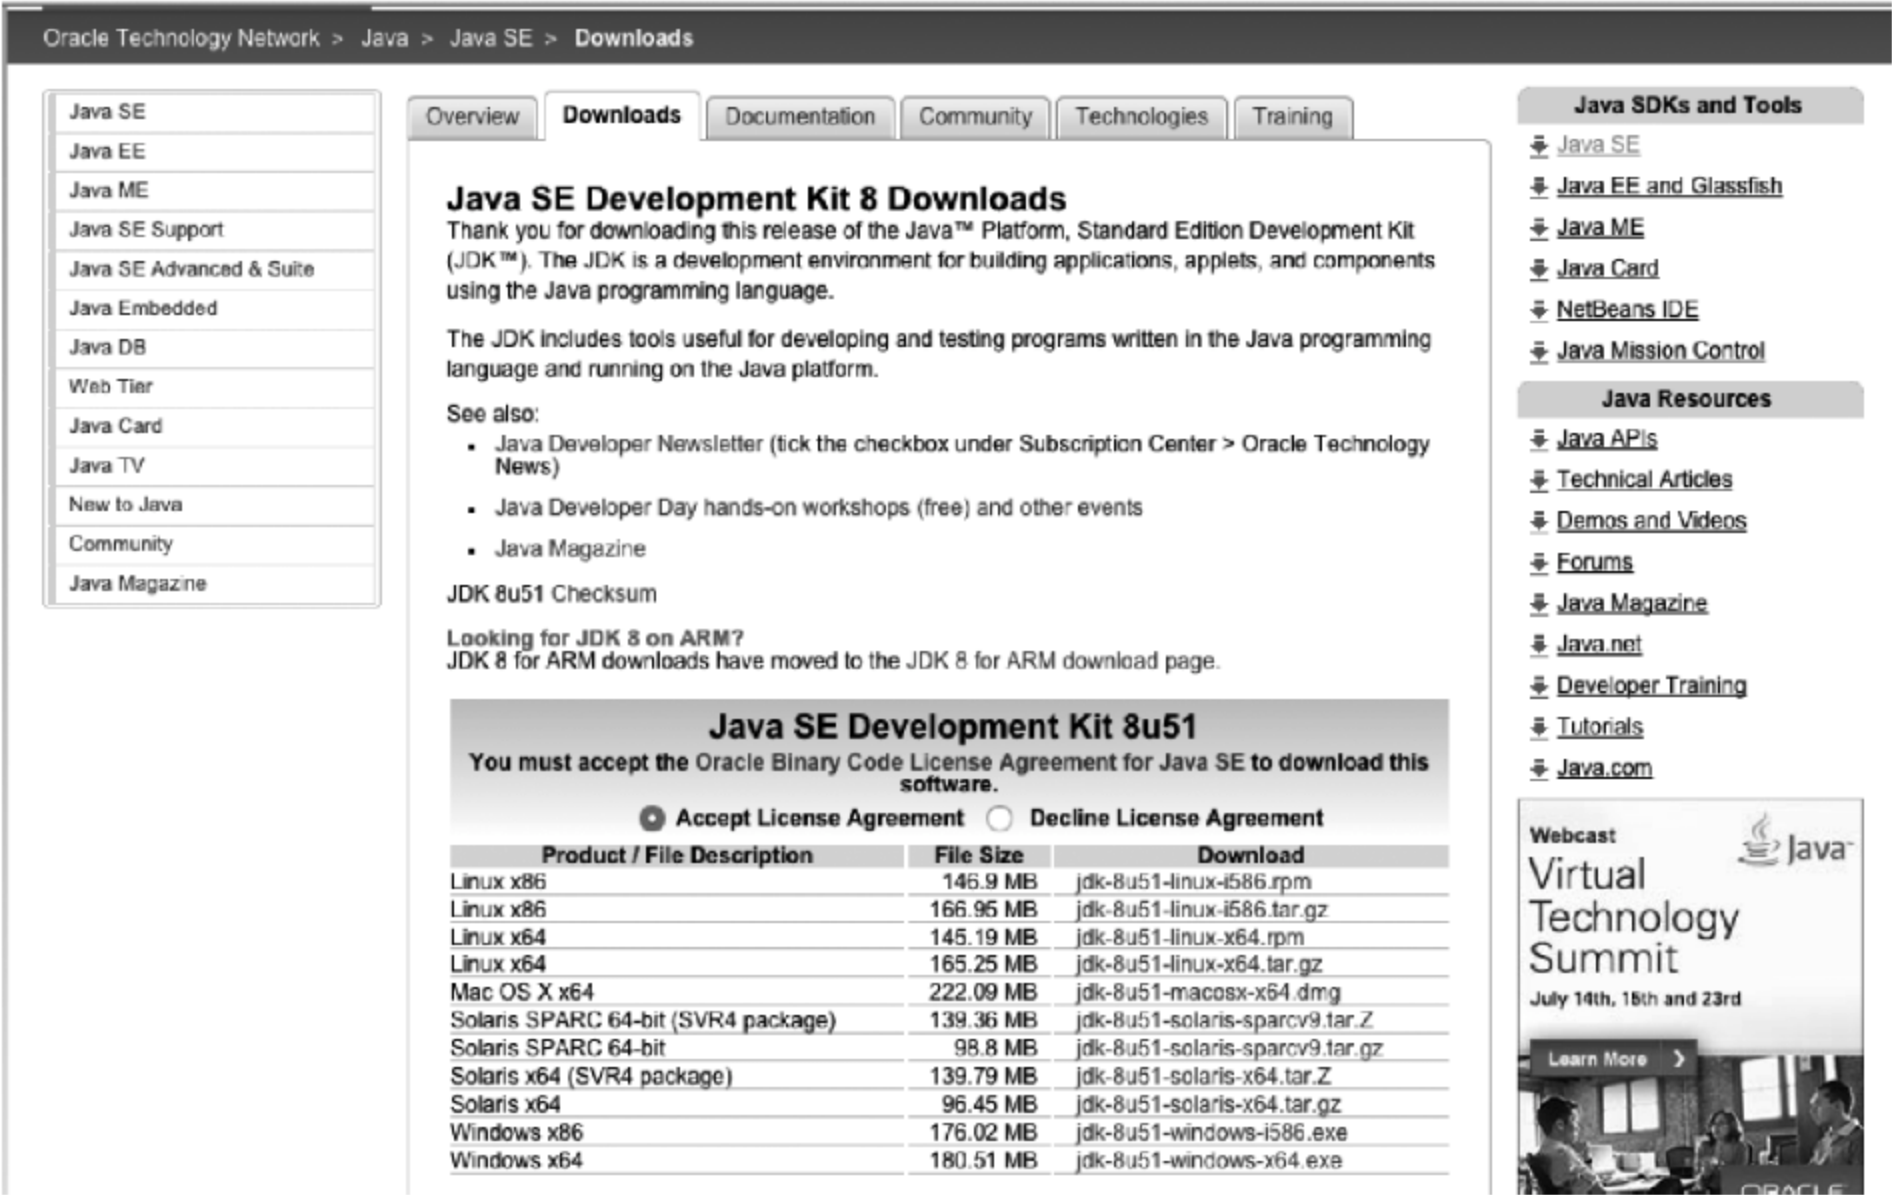 Oracle Technology Network > Java > Java SE > Downloads
Java SE
Java EE
Java ME
Java SE Support
Java SE Advanced & Suite
Java Embedded
Java DB
Web Tier
Java Card
Java TV
New to Java
Community
Java Magazine
Overview Downloads Documentation Community Technologies Training
Java SE Development Kit 8 Downloads
Thank you for downloading this release of the Java™ Platform, Standard Edition Development Kit
(JDK™). The JDK is a development environment for building applications, applets, and components
using the Java programming language.
The JDK includes tools useful for developing and testing programs written in the Java programming
language and running on the Java platform.
See also:
▪ Java Developer Newsletter (tick the checkbox under Subscription Center > Oracle Technology
News)
▪ Java Developer Day hands-on workshops (free) and other events
▪ Java Magazine
JDK 8u51 Checksum
Looking for JDK 8 on ARM?
JDK 8 for ARM downloads have moved to the JDK 8 for ARM download page.
Java SE Development Kit 8u51
You must accept the Oracle Binary Code License Agreement for Java SE to download this
software.
Accept License Agreement Decline License Agreement
Product / File Description File Size Download
Linux x86 146.9 MB jdk-8u51-linux-i586.rpm
Linux x86 166.95 MB jdk-8u51-linux-i586.tar.gz
Linux x64 145.19 MB jdk-8u51-linux-x64.rpm
Linux x64 165.25 MB jdk-8u51-linux-x64.tar.gz
Mac OS X x64 222.09 MB jdk-8u51-macosx-x64.dmg
Solaris SPARC 64-bit (SVR4 package) 139.36 MB jdk-8u51-solaris-sparcv9.tar.Z
Solaris SPARC 64-bit 98.8 MB jdk-8u51-solaris-sparcv9.tar.gz
Solaris x64 (SVR4 package) 139.79 MB jdk-8u51-solaris-x64.tar.Z
Solaris x64 96.45 MB jdk-8u51-solaris-x64.tar.gz
Windows x86 176.02 MB jdk-8u51-windows-i586.exe
Windows x64 180.51 MB jdk-8u51-windows-x64.exe
Java SDKs and Tools
Java SE
Java EE and Glassfish
Java ME
Java Card
NetBeans IDE
Java Mission Control
Java Resources
Java APIs
Technical Articles
Demos and Videos
Forums
Java Magazine
Java.net
Developer Training
Tutorials
Java.com
Webcast
Java™
Virtual
Technology
Summit
July 14th, 15th and 23rd
Learn More
ORACLE